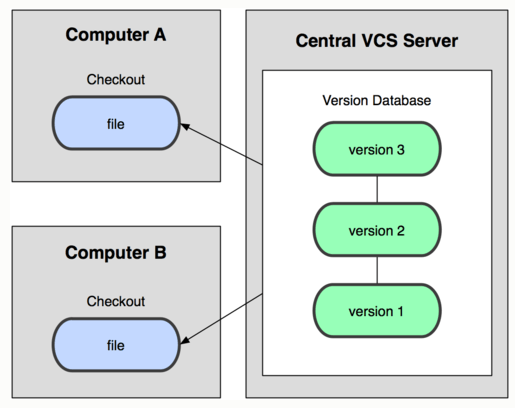 Computer A
Checkout
file
Computer B
Checkout
file
Central VCS Server
Version Database
version 3
version 2
version 1